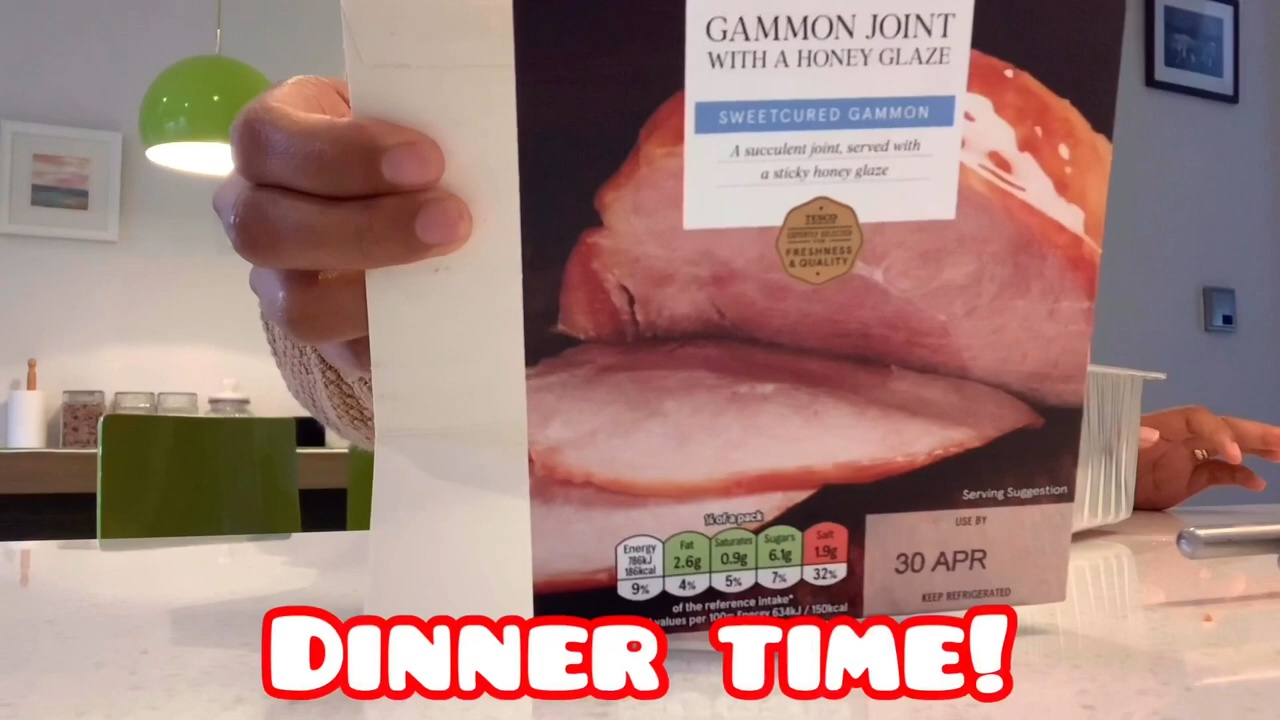 GAMMON JOINT
WITH A HONEY GLAZE
SWEETCURED GAMMON
A succulent joint, served with
a sticky honey glaze
TESCO
EXPERTLY SELECTED
FOR
FRESHNESS
& QUALITY
Serving Suggestion
USE BY
30 APR
KEEP REFRIGERATED
of a pack
Energy
786kJ
186kcal
9%
Fat
2.6g
4%
Saturates
0.9g
5%
Sugars
6.1g
7%
Salt
1.9g
32%
of the reference intake*
values per 100g Energy 634kJ / 150kcal
DINNER TIME!